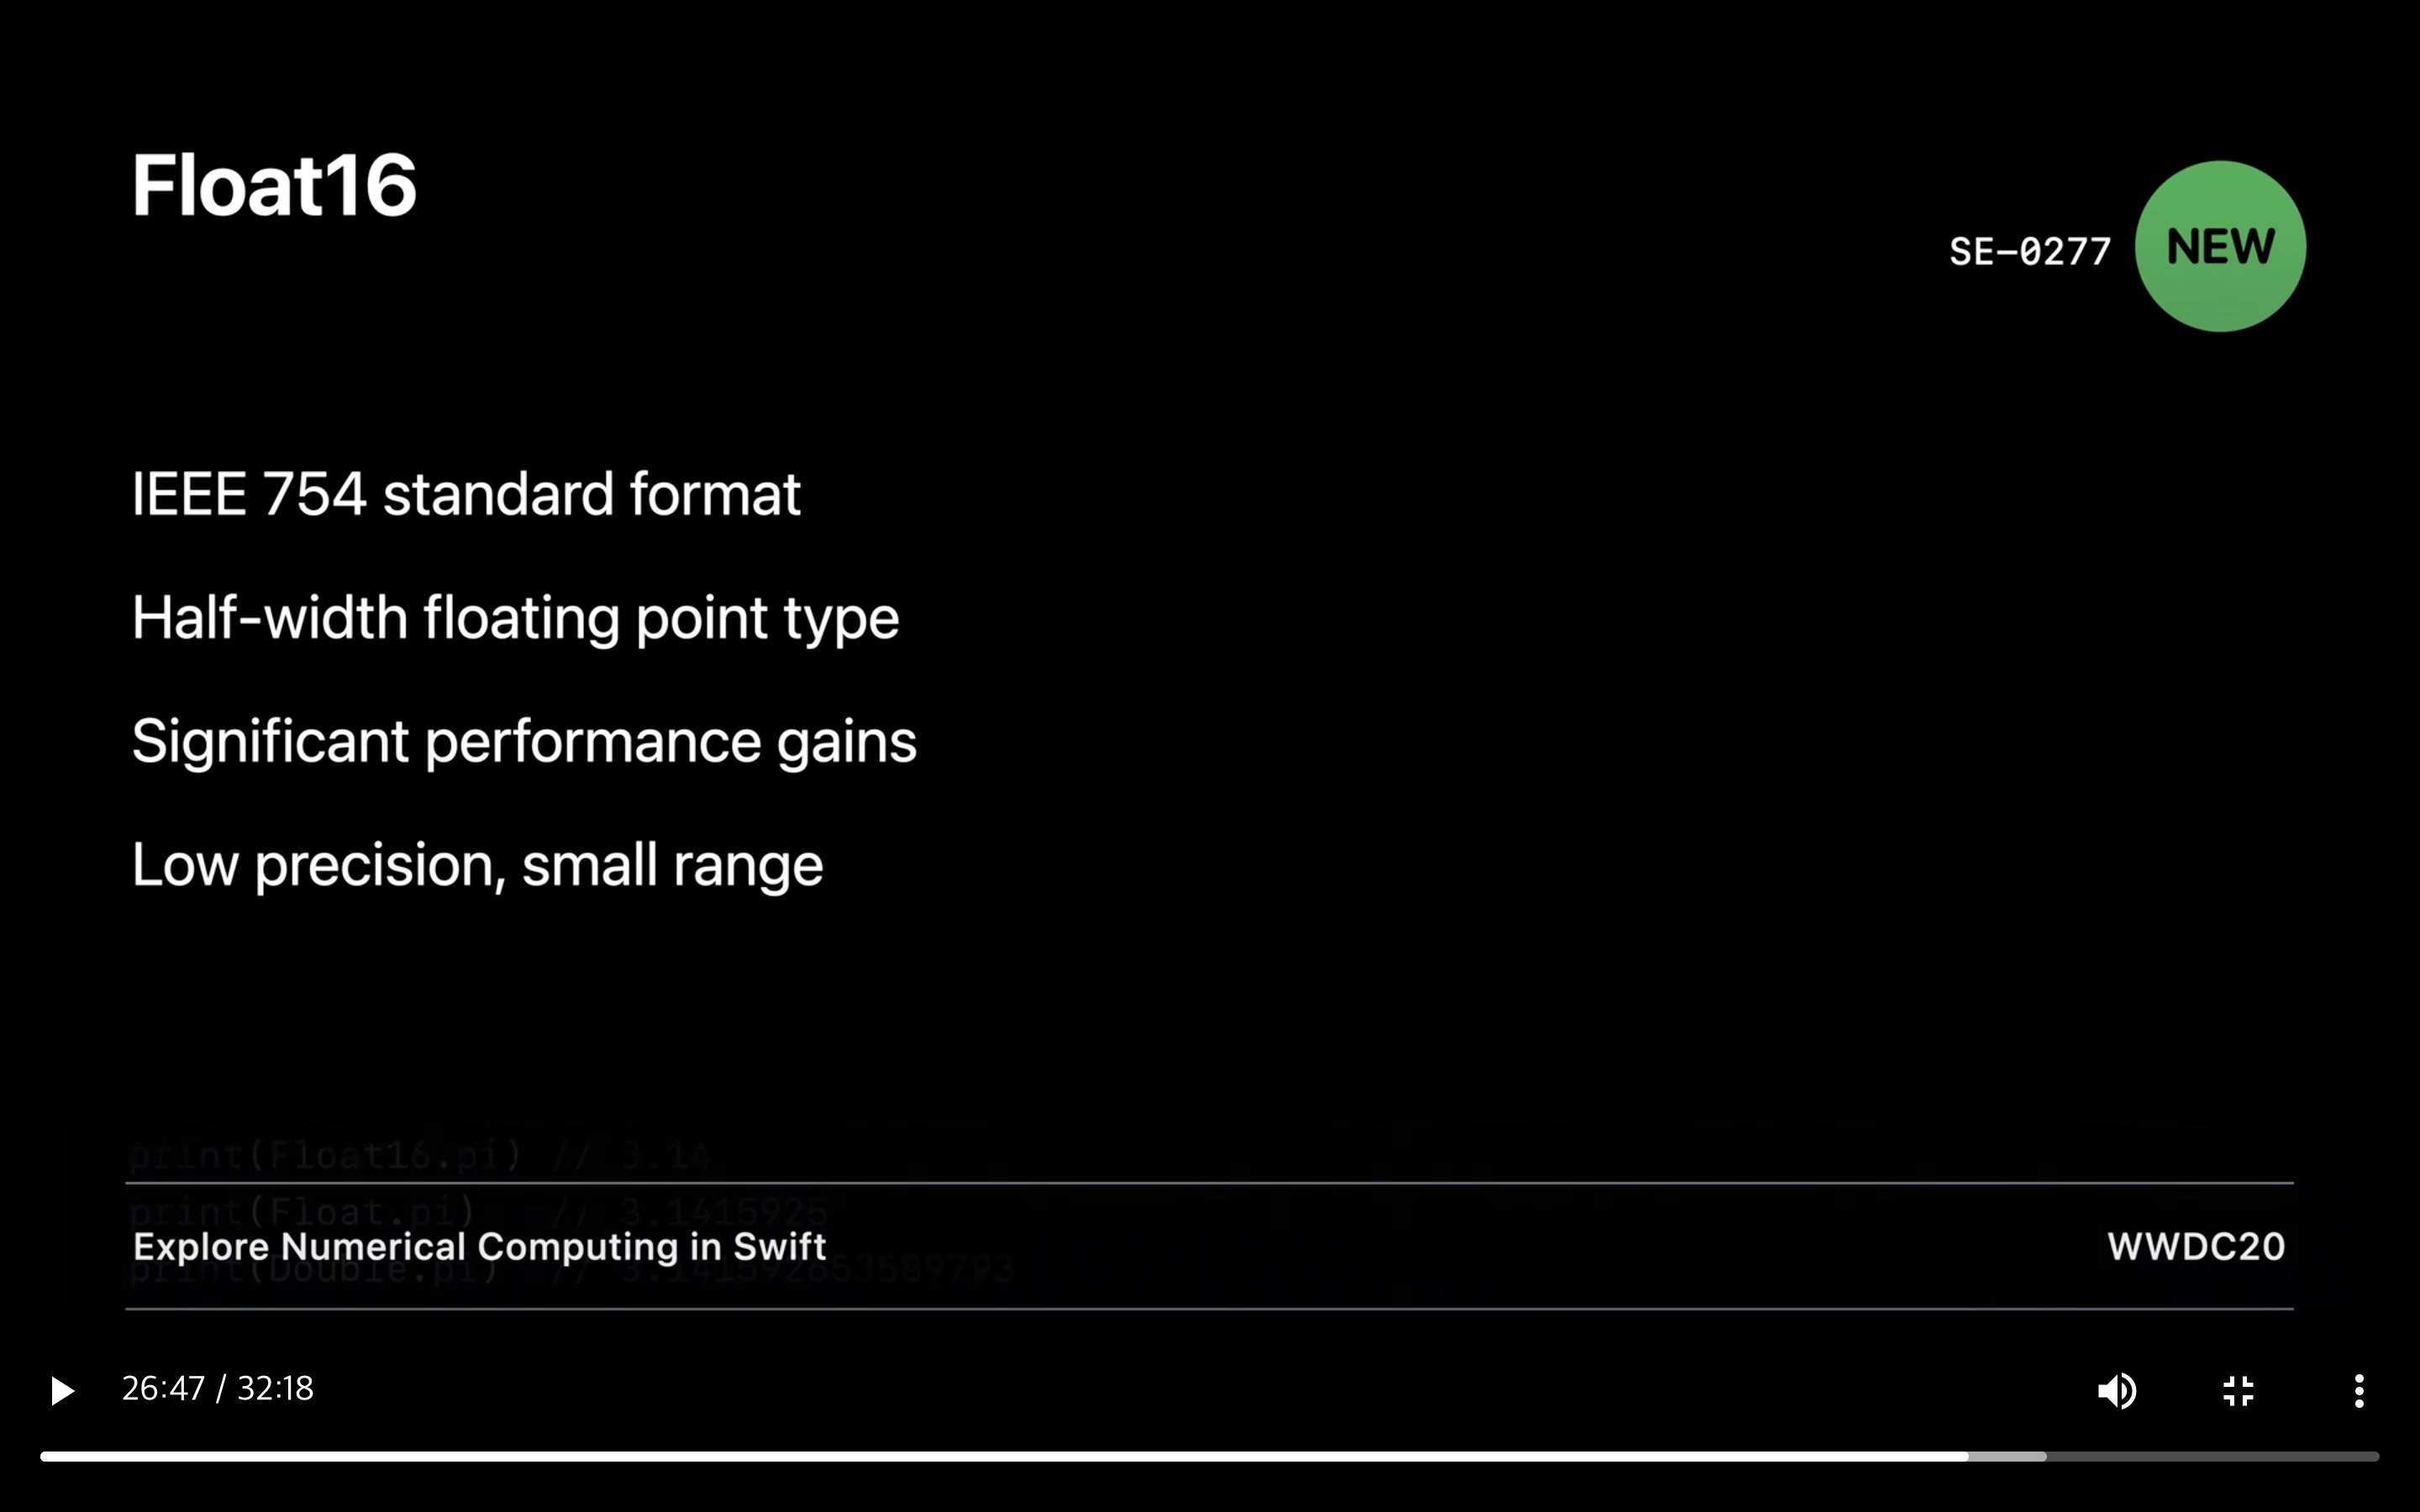 Float16
SE-0277
NEW
IEEE 754 standard format
Half-width floating point type
Significant performance gains
Low precision, small range
print(Float16.pi) // 3.14
print(Float.pi) // 3.1415925
Explore Numerical Computing in Swift
WWDC20
print(Double.pi) // 3.141592653589793
26:47 / 32:18